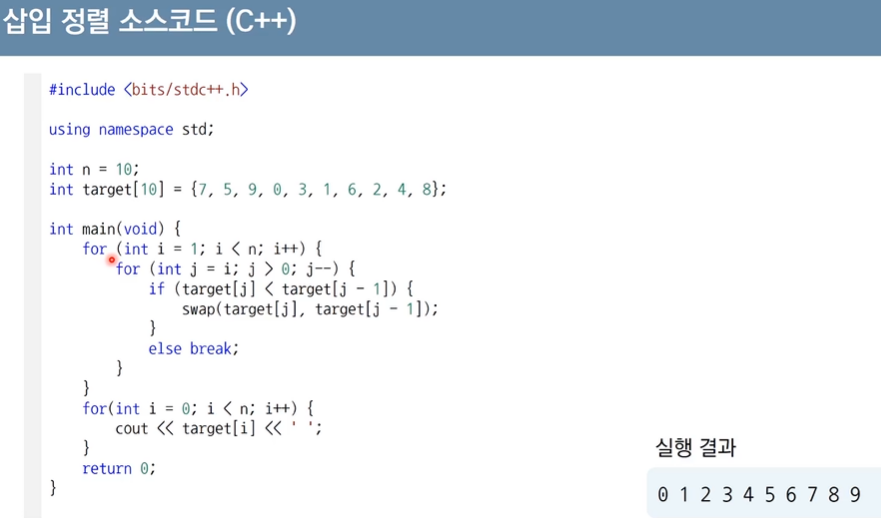 삽입 정렬 소스코드 (C++)
#include <bits/stdc++.h>
using namespace std;
int n = 10;
int target[10] = {7, 5, 9, 0, 3, 1, 6, 2, 4, 8};
int main(void) {
for (int i = 1; i < n; i++) {
for (int j = i; j > 0; j--) {
if (target[j] < target[j - 1]) {
swap(target[j], target[j - 1]);
}
else break;
}
}
for(int i = 0; i < n; i++) {
cout << target[i] << ' ';
}
return 0;
}
실행 결과
0 1 2 3 4 5 6 7 8 9